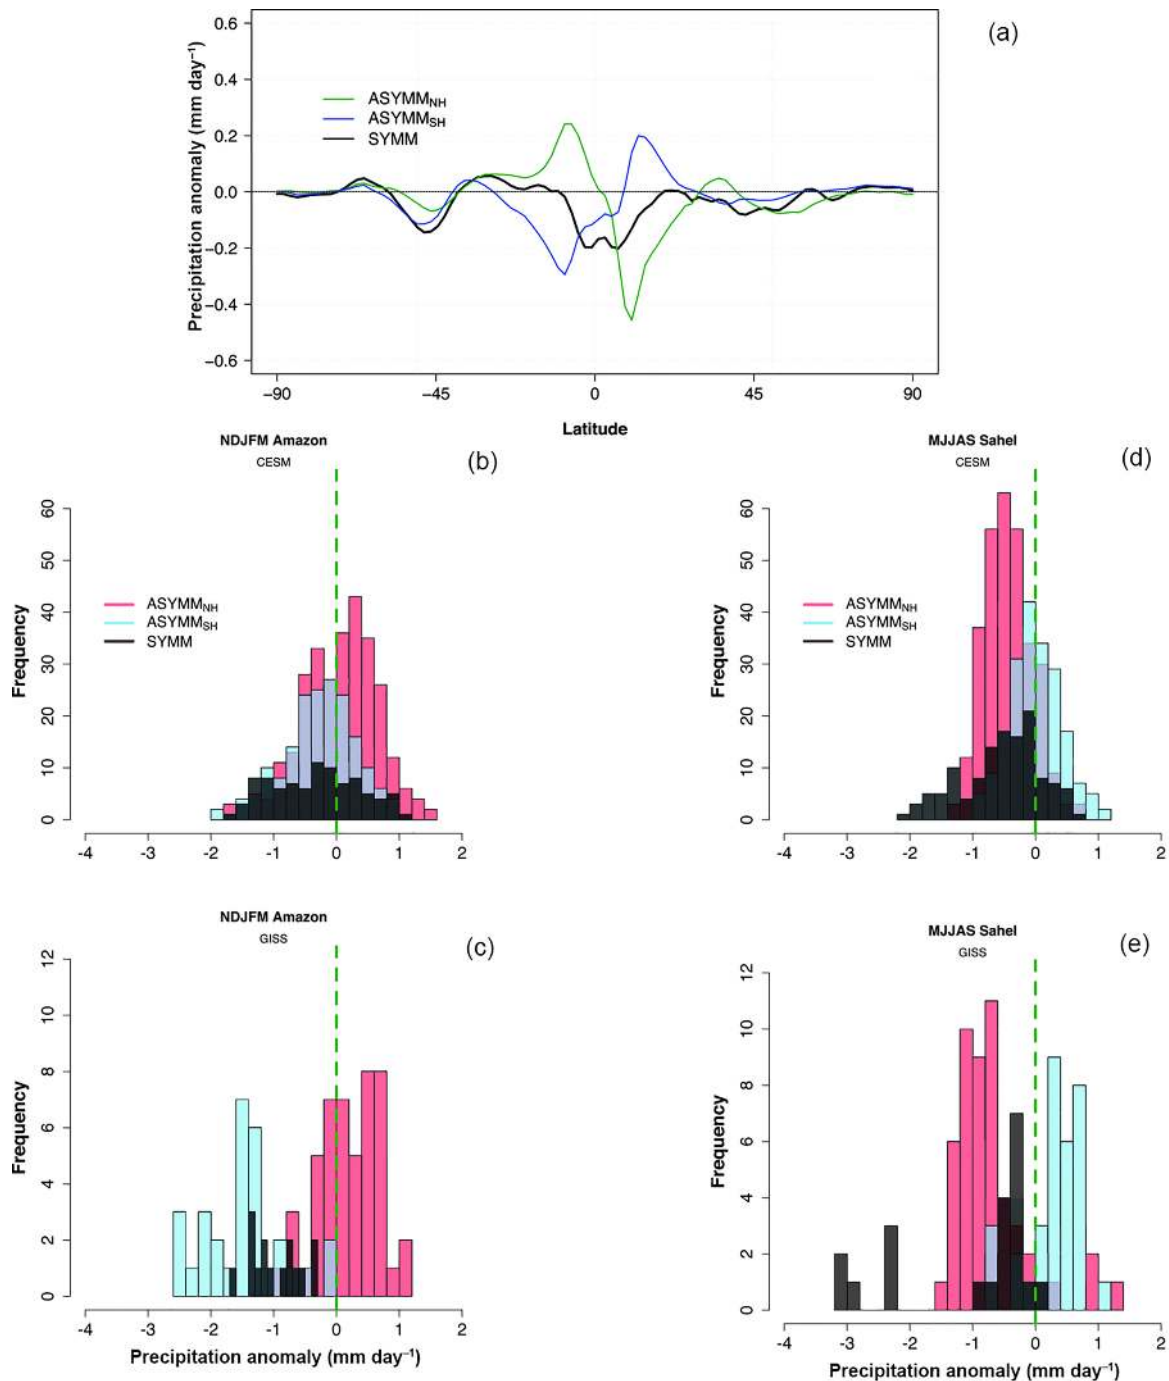 (a)
Precipitation anomaly (mm day⁻¹)
0.6
0.4
0.2
0.0
−0.2
−0.4
−0.6
ASYMM_NH
ASYMM_SH
SYMM
−90 −45 0 45 90
Latitude
NDJFM Amazon
CESM
(b)
Frequency
60
50
40
30
20
10
0
ASYMM_NH
ASYMM_SH
SYMM
-4 -3 -2 -1 0 1 2
MJJAS Sahel
CESM
(d)
Frequency
60
50
40
30
20
10
0
ASYMM_NH
ASYMM_SH
SYMM
-4 -3 -2 -1 0 1 2
NDJFM Amazon
GISS
(c)
Frequency
12
10
8
6
4
2
0
-4 -3 -2 -1 0 1 2
Precipitation anomaly (mm day⁻¹)
MJJAS Sahel
GISS
(e)
Frequency
12
10
8
6
4
2
0
-4 -3 -2 -1 0 1 2
Precipitation anomaly (mm day⁻¹)